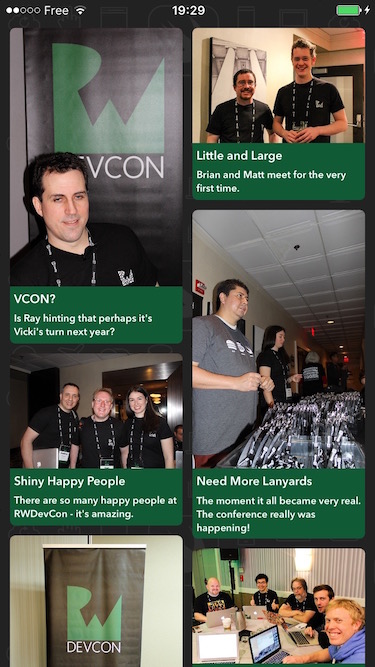 Free
19:29
RW
DEVCON
VCON?
Is Ray hinting that perhaps it's
Vicki's turn next year?
Little and Large
Brian and Matt meet for the very
first time.
Shiny Happy People
There are so many happy people at
RWDevCon - it's amazing.
Need More Lanyards
The moment it all became very real.
The conference really was
happening!
RW
DEVCON